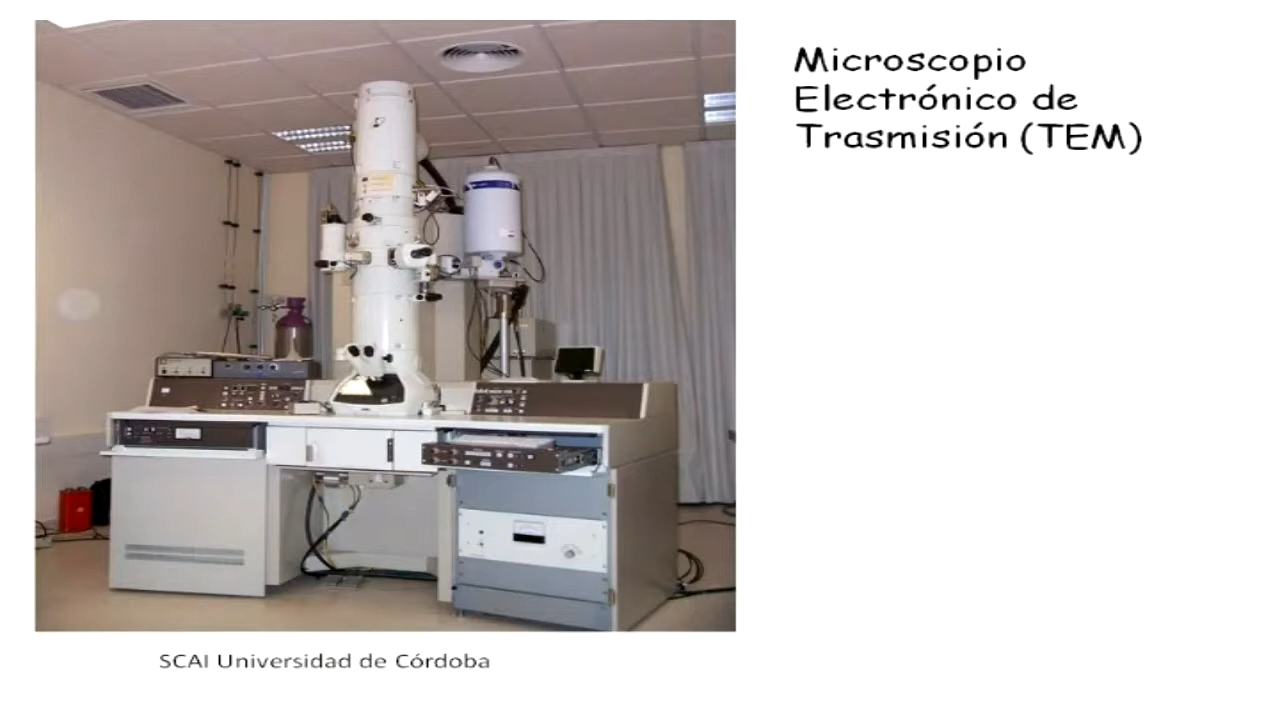 Microscopio
Electrónico de
Trasmisión (TEM)
SCAI Universidad de Córdoba